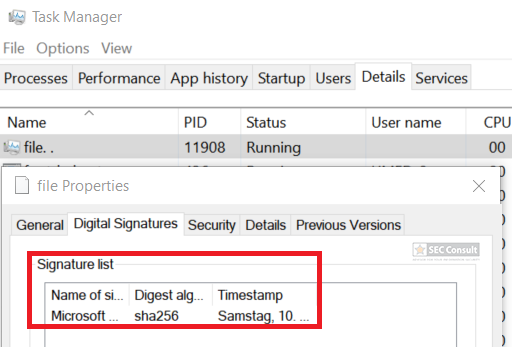 Task Manager
File Options View
Processes Performance App history Startup Users Details Services
Name PID Status User name CPU
file. . 11908 Running 00
00
file Properties
General Digital Signatures Security Details Previous Versions
SEC Consult
Signature list
Name of si... Digest alg... Timestamp
Microsoft ... sha256 Samstag, 10. ...